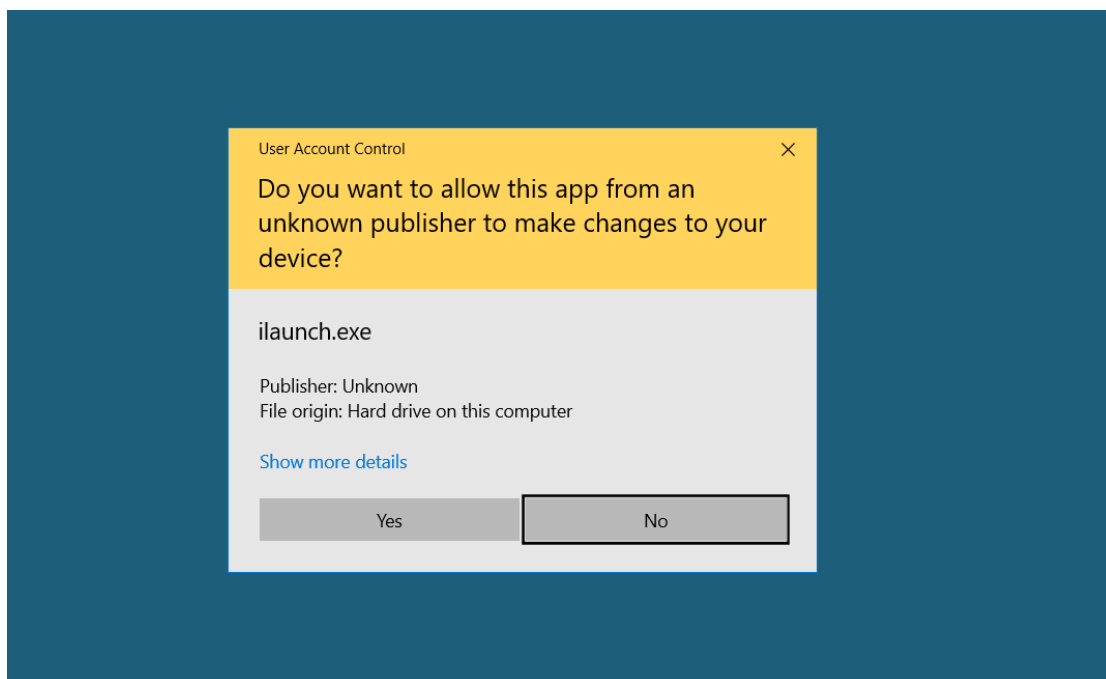 User Account Control
Do you want to allow this app from an
unknown publisher to make changes to your
device?
ilaunch.exe
Publisher: Unknown
File origin: Hard drive on this computer
Show more details
Yes
No